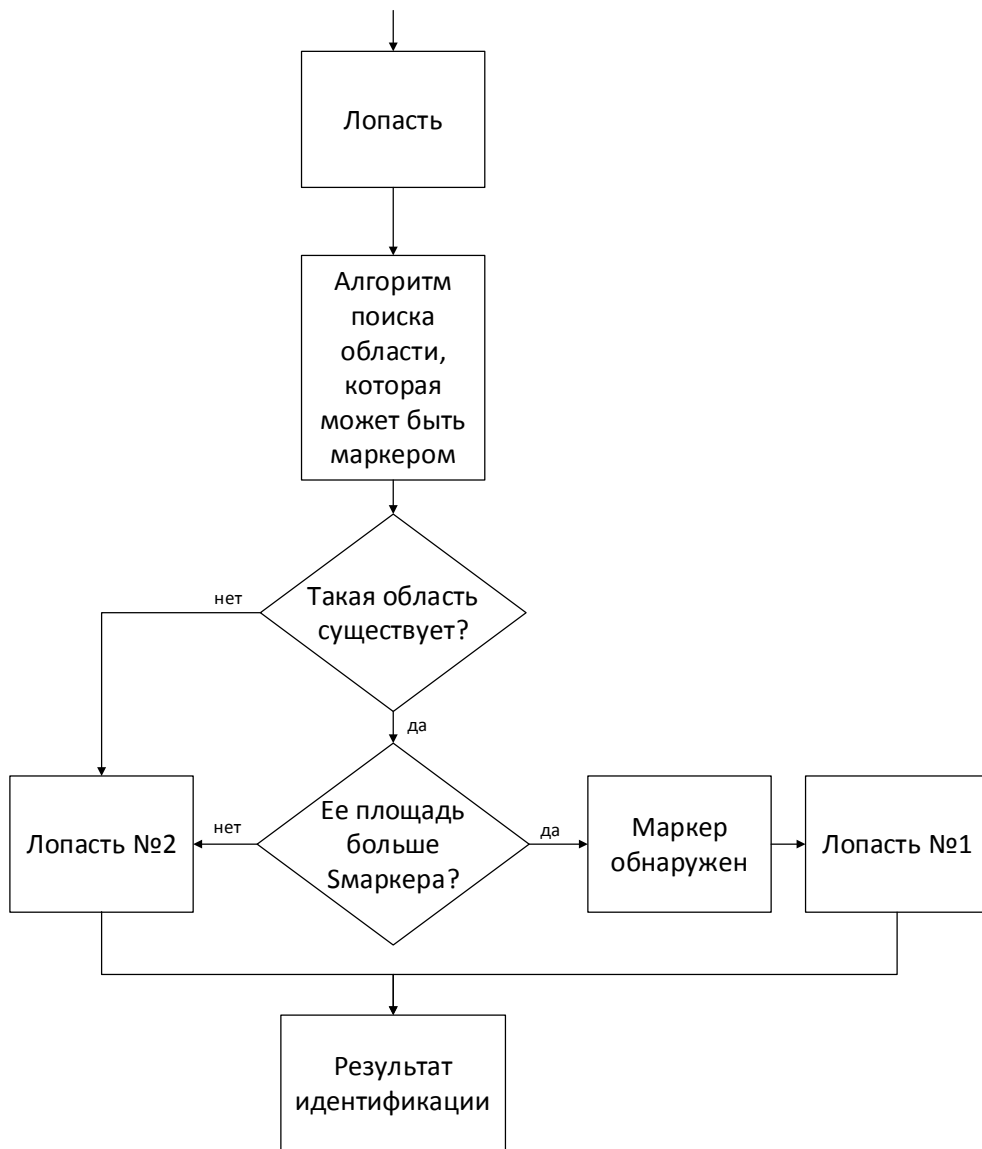 Лопасть
Алгоритм
поиска
области,
которая
может быть
маркером
Такая область
существует?
нет
да
Лопасть №2
нет
Ее площадь
больше
Sмаркера?
да
Маркер
обнаружен
Лопасть №1
Результат
идентификации